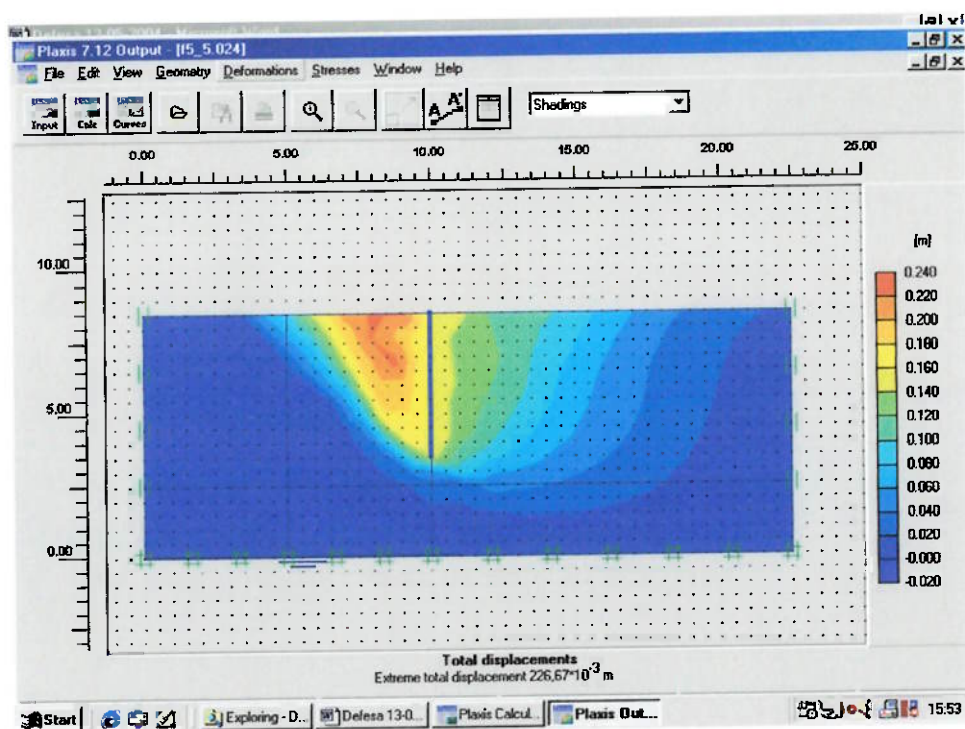 Plaxis 7.12 Output - [f5_5.024]
File Edit View Geometry Deformations Stresses Window Help
Input Calc Curves
Shadings
0.00 5.00 10.00 15.00 20.00 25.00
[m]
10.00
5.00
0.00
0.240
0.220
0.200
0.180
0.160
0.140
0.120
0.100
0.080
0.060
0.040
0.020
-0.000
-0.020
Total displacements
Extreme total displacement 226,67*10-3 m
Start Exploring - D... Defesa 13-0... Plaxis Calcul... Plaxis Out... 15:53